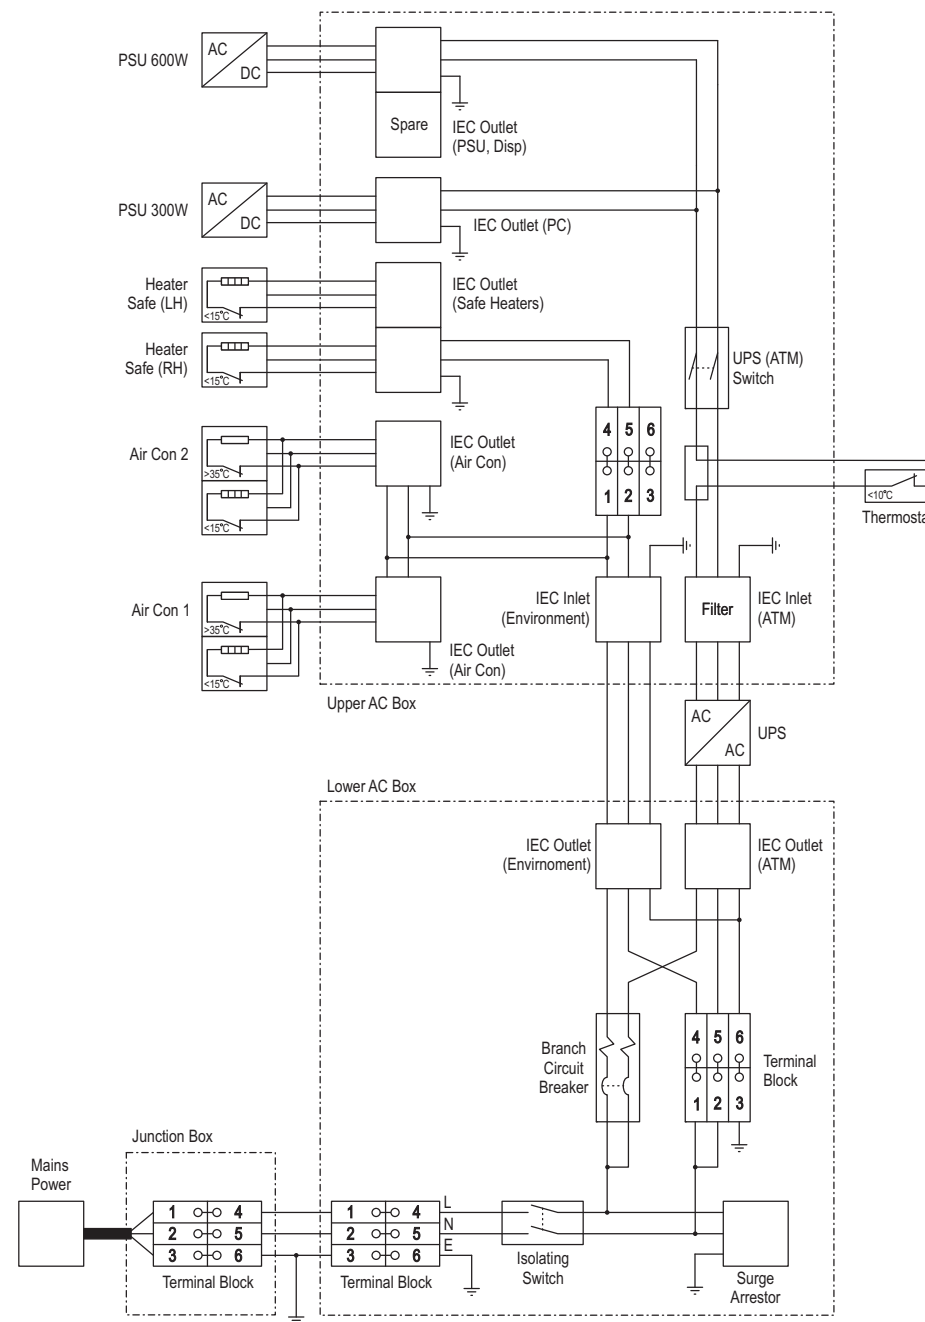 PSU 600W
AC
DC
Spare
IEC Outlet
(PSU, Disp)
PSU 300W
AC
DC
IEC Outlet (PC)
Heater
Safe (LH)
<15°C
IEC Outlet
(Safe Heaters)
Heater
Safe (RH)
<15°C
UPS (ATM)
Switch
4 5 6
1 2 3
Air Con 2
>35°C
<15°C
IEC Outlet
(Air Con)
<10°C
Thermosta
Air Con 1
>35°C
<15°C
IEC Outlet
(Air Con)
IEC Inlet
(Environment)
Filter
IEC Inlet
(ATM)
Upper AC Box
AC
AC
UPS
Lower AC Box
IEC Outlet
(Envirnoment)
IEC Outlet
(ATM)
Branch
Circuit
Breaker
4 5 6
1 2 3
Terminal
Block
Junction Box
Mains
Power
1 4
2 5
3 6
Terminal Block
1 4
2 5
3 6
Terminal Block
L
N
E
Isolating
Switch
Surge
Arrestor